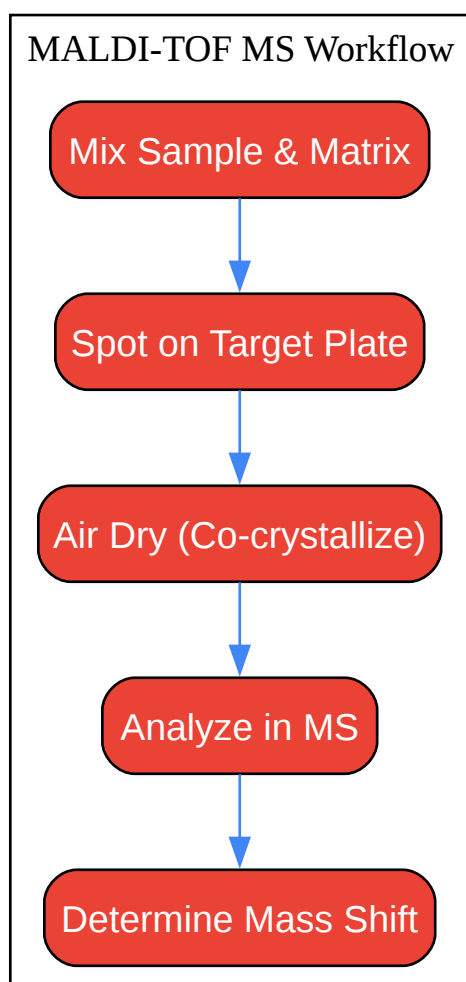 MALDI-TOF MS Workflow
Mix Sample & Matrix
Spot on Target Plate
Air Dry (Co-crystallize)
Analyze in MS
Determine Mass Shift